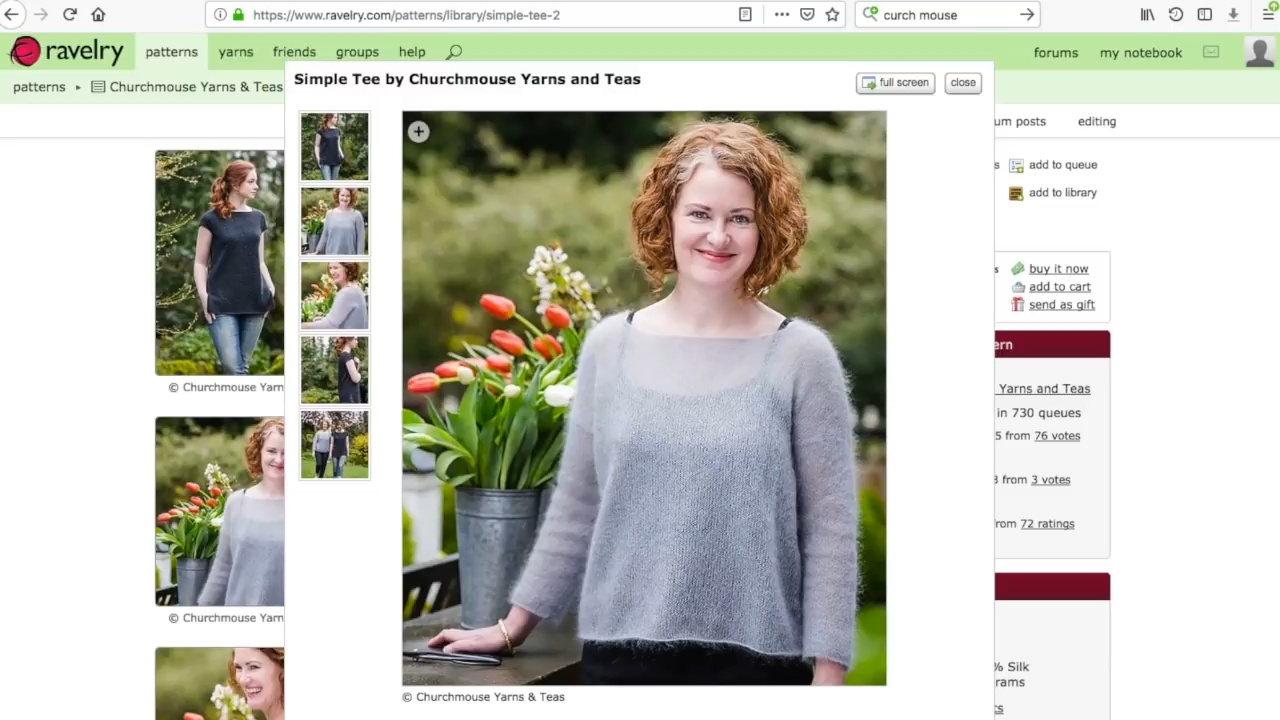 https://www.ravelry.com/patterns/library/simple-tee-2
curch mouse
ravelry
patterns
yarns
friends
groups
help
forums
my notebook
patterns
Churchmouse Yarns & Teas
Simple Tee by Churchmouse Yarns and Teas
full screen
close
um posts
editing
s
add to queue
add to library
s
buy it now
add to cart
send as gift
ern
Yarns and Teas
in 730 queues
5 from 76 votes
from 3 votes
rom 72 ratings
% Silk
rams
rs
© Churchmouse Yarn
© Churchmouse Yarn
© Churchmouse Yarns & Teas